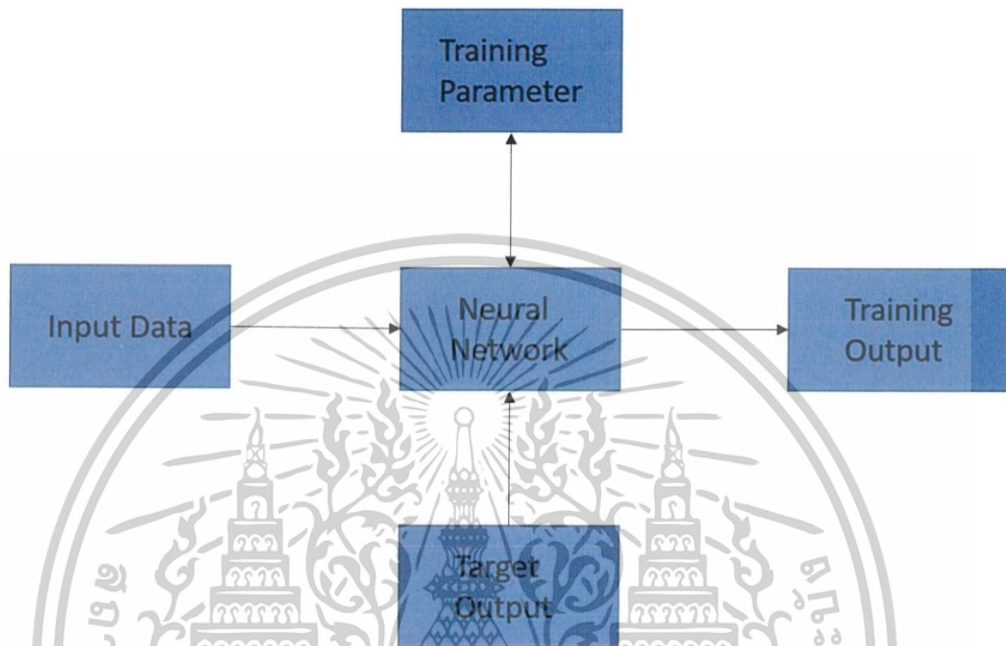 Training
Parameter
Input Data
Neural
Network
Training
Output
Target
Output